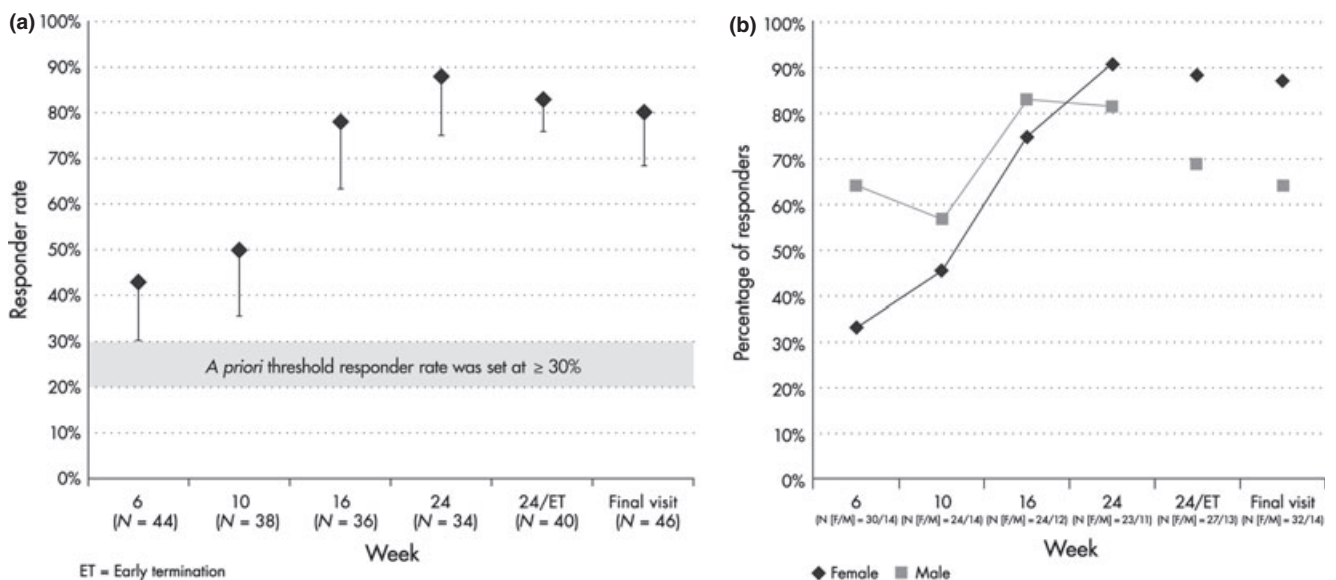 (a)
100%
90%
80%
70%
60%
50%
40%
30%
20%
10%
0%
Responder rate
A priori threshold responder rate was set at ≥ 30%
6 10 16 24 24/ET Final visit
(N = 44) (N = 38) (N = 36) (N = 34) (N = 40) (N = 46)
Week
ET = Early termination
(b)
100%
90%
80%
70%
60%
50%
40%
30%
20%
10%
0%
Percentage of responders
6 10 16 24 24/ET Final visit
(N [F/M] = 30/14) (N [F/M] = 24/14) (N [F/M] = 24/12) (N [F/M] = 23/11) (N [F/M] = 27/13) (N [F/M] = 32/14)
Week
Female Male